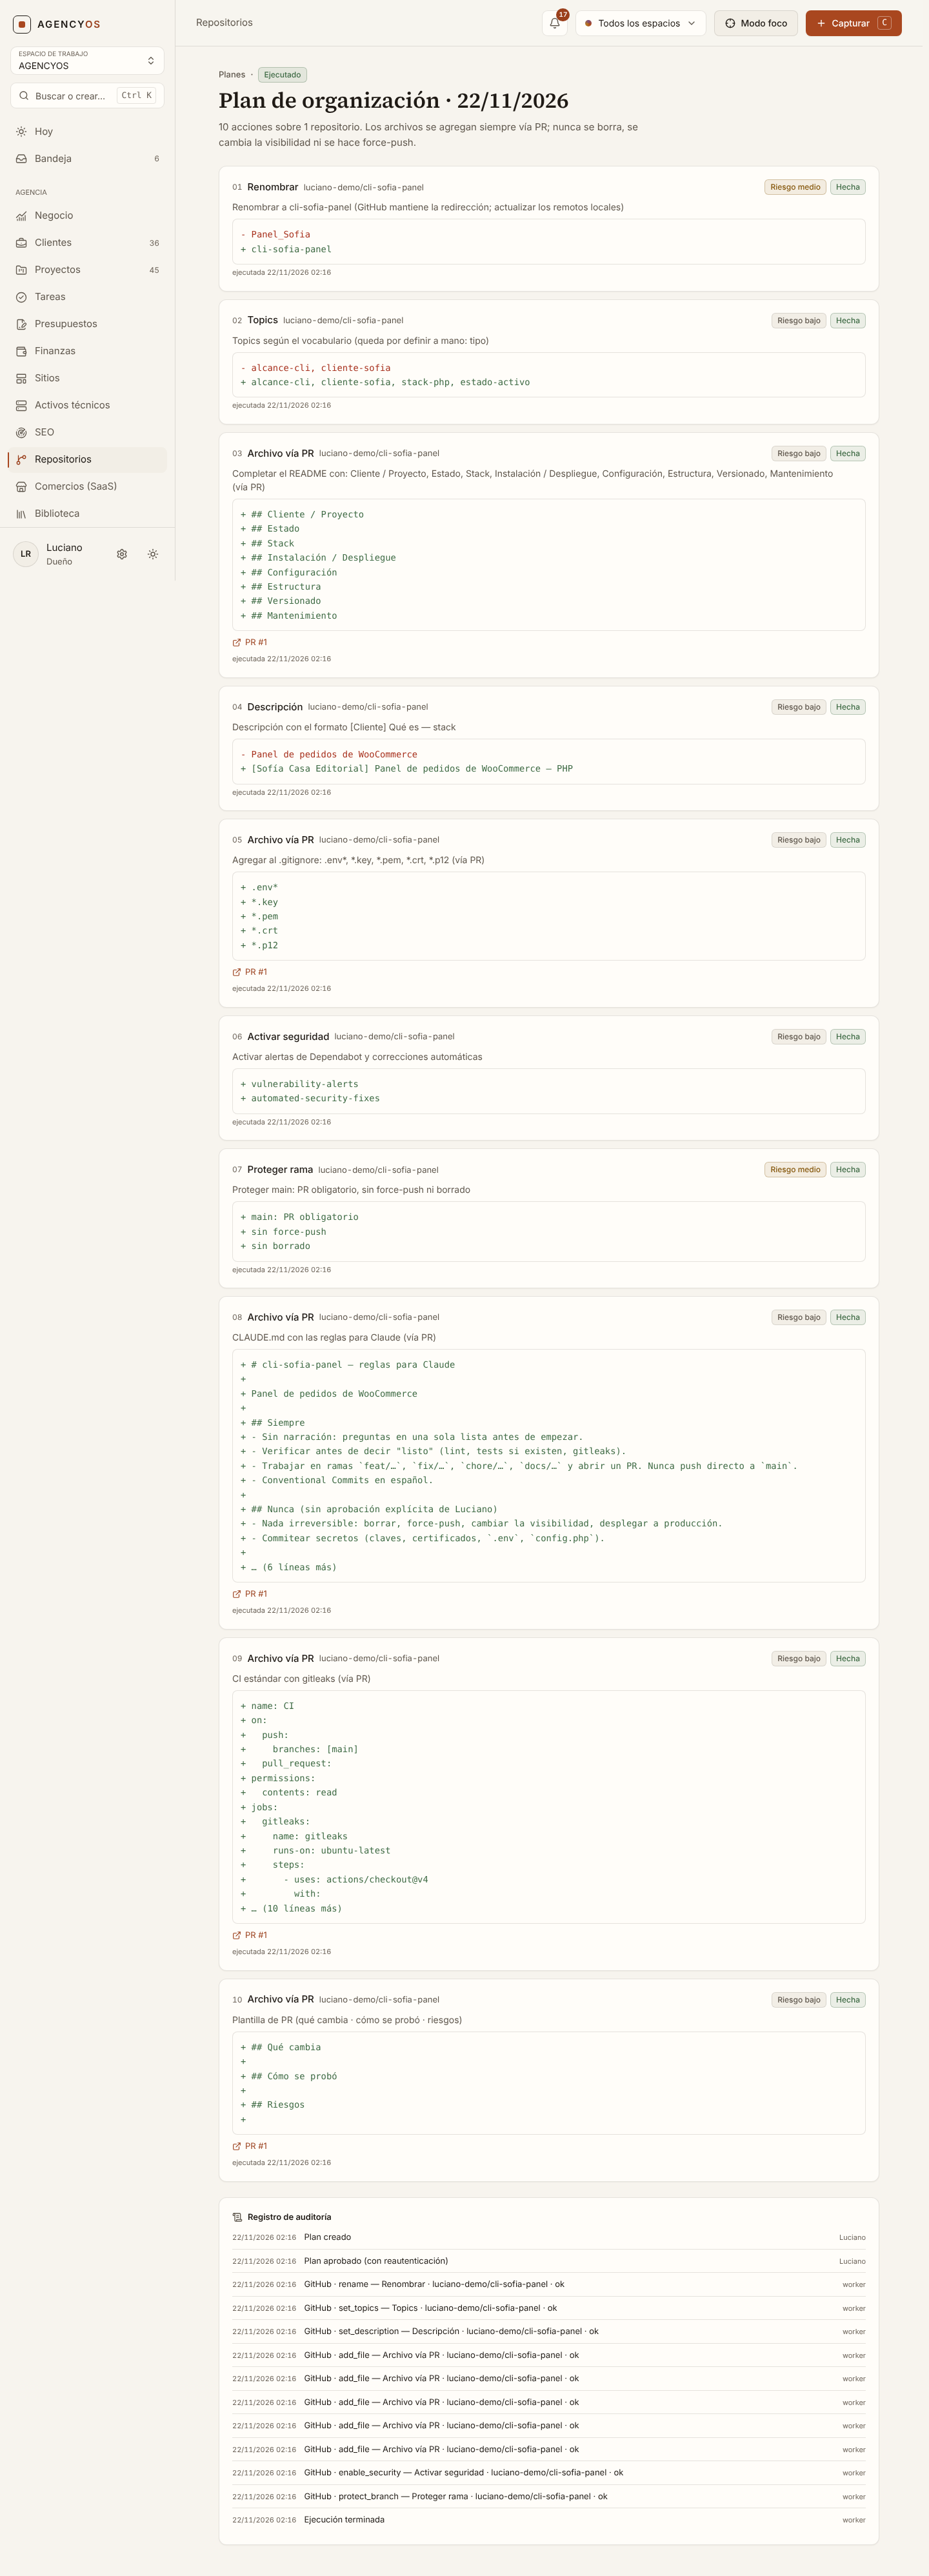 AGENCYOS
ESPACIO DE TRABAJO
AGENCYOS
Buscar o crear... Ctrl K
Hoy
Bandeja 6
AGENCIA
Negocio
Clientes 36
Proyectos 45
Tareas
Presupuestos
Finanzas
Sitios
Activos técnicos
SEO
Repositorios
Comercios (SaaS)
Biblioteca
LR Luciano
Dueño
Repositorios
17
Todos los espacios
Modo foco
Capturar C
Planes · Ejecutado
Plan de organización · 22/11/2026
10 acciones sobre 1 repositorio. Los archivos se agregan siempre vía PR; nunca se borra, se
cambia la visibilidad ni se hace force-push.
01 Renombrar luciano-demo/cli-sofia-panel Riesgo medio Hecha
Renombrar a cli-sofia-panel (GitHub mantiene la redirección; actualizar los remotos locales)
- Panel_Sofia
+ cli-sofia-panel
ejecutada 22/11/2026 02:16
02 Topics luciano-demo/cli-sofia-panel Riesgo bajo Hecha
Topics según el vocabulario (queda por definir a mano: tipo)
- alcance-cli, cliente-sofia
+ alcance-cli, cliente-sofia, stack-php, estado-activo
ejecutada 22/11/2026 02:16
03 Archivo vía PR luciano-demo/cli-sofia-panel Riesgo bajo Hecha
Completar el README con: Cliente / Proyecto, Estado, Stack, Instalación / Despliegue, Configuración, Estructura, Versionado, Mantenimiento
(vía PR)
+ ## Cliente / Proyecto
+ ## Estado
+ ## Stack
+ ## Instalación / Despliegue
+ ## Configuración
+ ## Estructura
+ ## Versionado
+ ## Mantenimiento
PR #1
ejecutada 22/11/2026 02:16
04 Descripción luciano-demo/cli-sofia-panel Riesgo bajo Hecha
Descripción con el formato [Cliente] Qué es — stack
- Panel de pedidos de WooCommerce
+ [Sofía Casa Editorial] Panel de pedidos de WooCommerce — PHP
ejecutada 22/11/2026 02:16
05 Archivo vía PR luciano-demo/cli-sofia-panel Riesgo bajo Hecha
Agregar al .gitignore: .env*, *.key, *.pem, *.crt, *.p12 (vía PR)
+ .env*
+ *.key
+ *.pem
+ *.crt
+ *.p12
PR #1
ejecutada 22/11/2026 02:16
06 Activar seguridad luciano-demo/cli-sofia-panel Riesgo bajo Hecha
Activar alertas de Dependabot y correcciones automáticas
+ vulnerability-alerts
+ automated-security-fixes
ejecutada 22/11/2026 02:16
07 Proteger rama luciano-demo/cli-sofia-panel Riesgo medio Hecha
Proteger main: PR obligatorio, sin force-push ni borrado
+ main: PR obligatorio
+ sin force-push
+ sin borrado
ejecutada 22/11/2026 02:16
08 Archivo vía PR luciano-demo/cli-sofia-panel Riesgo bajo Hecha
CLAUDE.md con las reglas para Claude (vía PR)
+ # cli-sofia-panel — reglas para Claude
+
+ Panel de pedidos de WooCommerce
+
+ ## Siempre
+ - Sin narración: preguntas en una sola lista antes de empezar.
+ - Verificar antes de decir "listo" (lint, tests si existen, gitleaks).
+ - Trabajar en ramas `feat/…`, `fix/…`, `chore/…`, `docs/…` y abrir un PR. Nunca push directo a `main`.
+ - Conventional Commits en español.
+
+ ## Nunca (sin aprobación explícita de Luciano)
+ - Nada irreversible: borrar, force-push, cambiar la visibilidad, desplegar a producción.
+ - Commitear secretos (claves, certificados, `.env`, `config.php`).
+
+ … (6 líneas más)
PR #1
ejecutada 22/11/2026 02:16
09 Archivo vía PR luciano-demo/cli-sofia-panel Riesgo bajo Hecha
CI estándar con gitleaks (vía PR)
+ name: CI
+ on:
+   push:
+     branches: [main]
+   pull_request:
+ permissions:
+   contents: read
+ jobs:
+   gitleaks:
+     name: gitleaks
+     runs-on: ubuntu-latest
+     steps:
+       - uses: actions/checkout@v4
+         with:
+ … (10 líneas más)
PR #1
ejecutada 22/11/2026 02:16
10 Archivo vía PR luciano-demo/cli-sofia-panel Riesgo bajo Hecha
Plantilla de PR (qué cambia · cómo se probó · riesgos)
+ ## Qué cambia
+
+ ## Cómo se probó
+
+ ## Riesgos
+
PR #1
ejecutada 22/11/2026 02:16
Registro de auditoría
22/11/2026 02:16 Plan creado Luciano
22/11/2026 02:16 Plan aprobado (con reautenticación) Luciano
22/11/2026 02:16 GitHub · rename — Renombrar · luciano-demo/cli-sofia-panel · ok worker
22/11/2026 02:16 GitHub · set_topics — Topics · luciano-demo/cli-sofia-panel · ok worker
22/11/2026 02:16 GitHub · set_description — Descripción · luciano-demo/cli-sofia-panel · ok worker
22/11/2026 02:16 GitHub · add_file — Archivo vía PR · luciano-demo/cli-sofia-panel · ok worker
22/11/2026 02:16 GitHub · add_file — Archivo vía PR · luciano-demo/cli-sofia-panel · ok worker
22/11/2026 02:16 GitHub · add_file — Archivo vía PR · luciano-demo/cli-sofia-panel · ok worker
22/11/2026 02:16 GitHub · add_file — Archivo vía PR · luciano-demo/cli-sofia-panel · ok worker
22/11/2026 02:16 GitHub · add_file — Archivo vía PR · luciano-demo/cli-sofia-panel · ok worker
22/11/2026 02:16 GitHub · enable_security — Activar seguridad · luciano-demo/cli-sofia-panel · ok worker
22/11/2026 02:16 GitHub · protect_branch — Proteger rama · luciano-demo/cli-sofia-panel · ok worker
22/11/2026 02:16 Ejecución terminada worker